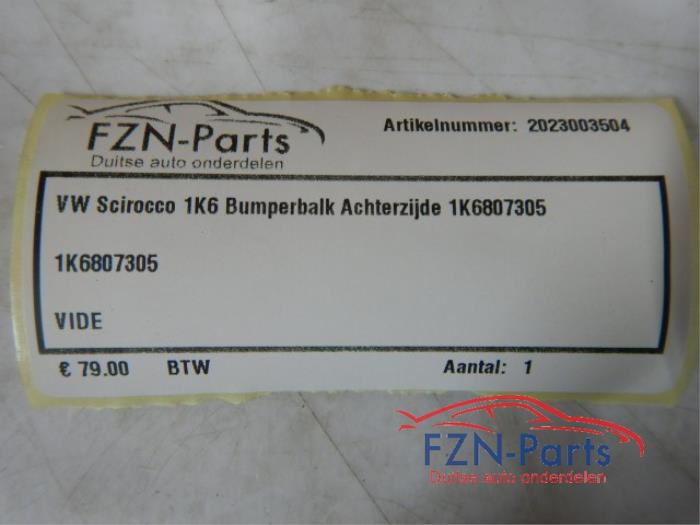 FZN-Parts
Duitse auto onderdelen
Artikelnummer: 2023003504
VW Scirocco 1K6 Bumperbalk Achterzijde 1K6807305
1K6807305
VIDE
€ 79.00 BTW Aantal: 1
FZN-Parts
Duitse auto onderdelen